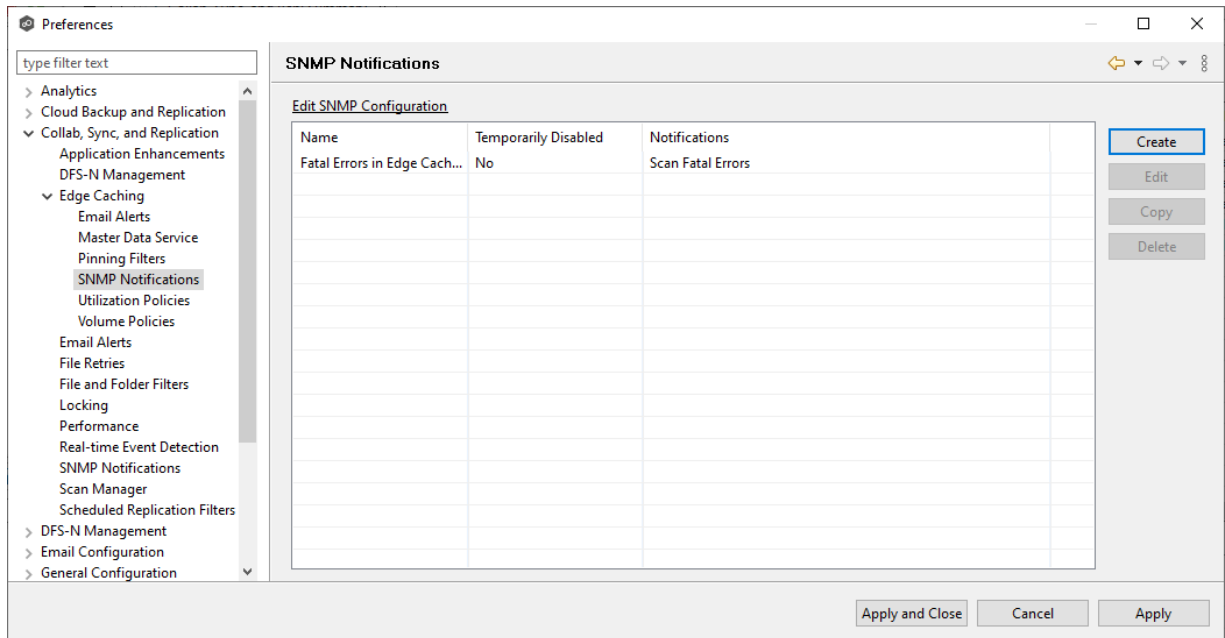 Preferences
type filter text
Analytics
Cloud Backup and Replication
Collab, Sync, and Replication
Application Enhancements
DFS-N Management
Edge Caching
Email Alerts
Master Data Service
Pinning Filters
SNMP Notifications
Utilization Policies
Volume Policies
Email Alerts
File Retries
File and Folder Filters
Locking
Performance
Real-time Event Detection
SNMP Notifications
Scan Manager
Scheduled Replication Filters
DFS-N Management
Email Configuration
General Configuration
SNMP Notifications
Edit SNMP Configuration
Name Temporarily Disabled Notifications
Fatal Errors in Edge Cach... No Scan Fatal Errors
Create
Edit
Copy
Delete
Apply and Close Cancel Apply